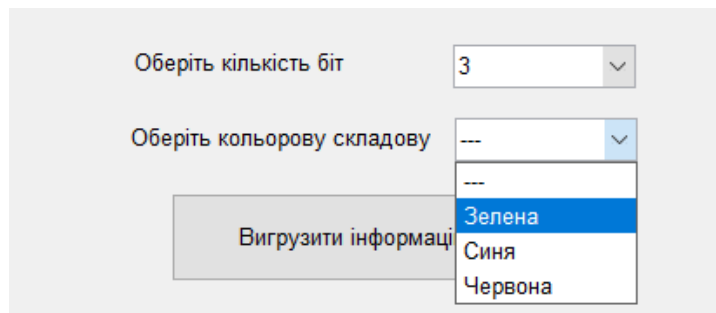 Оберіть кількість біт 3
Оберіть кольорову складову ---
---
Зелена
Вигрузити інформаці
Синя
Червона